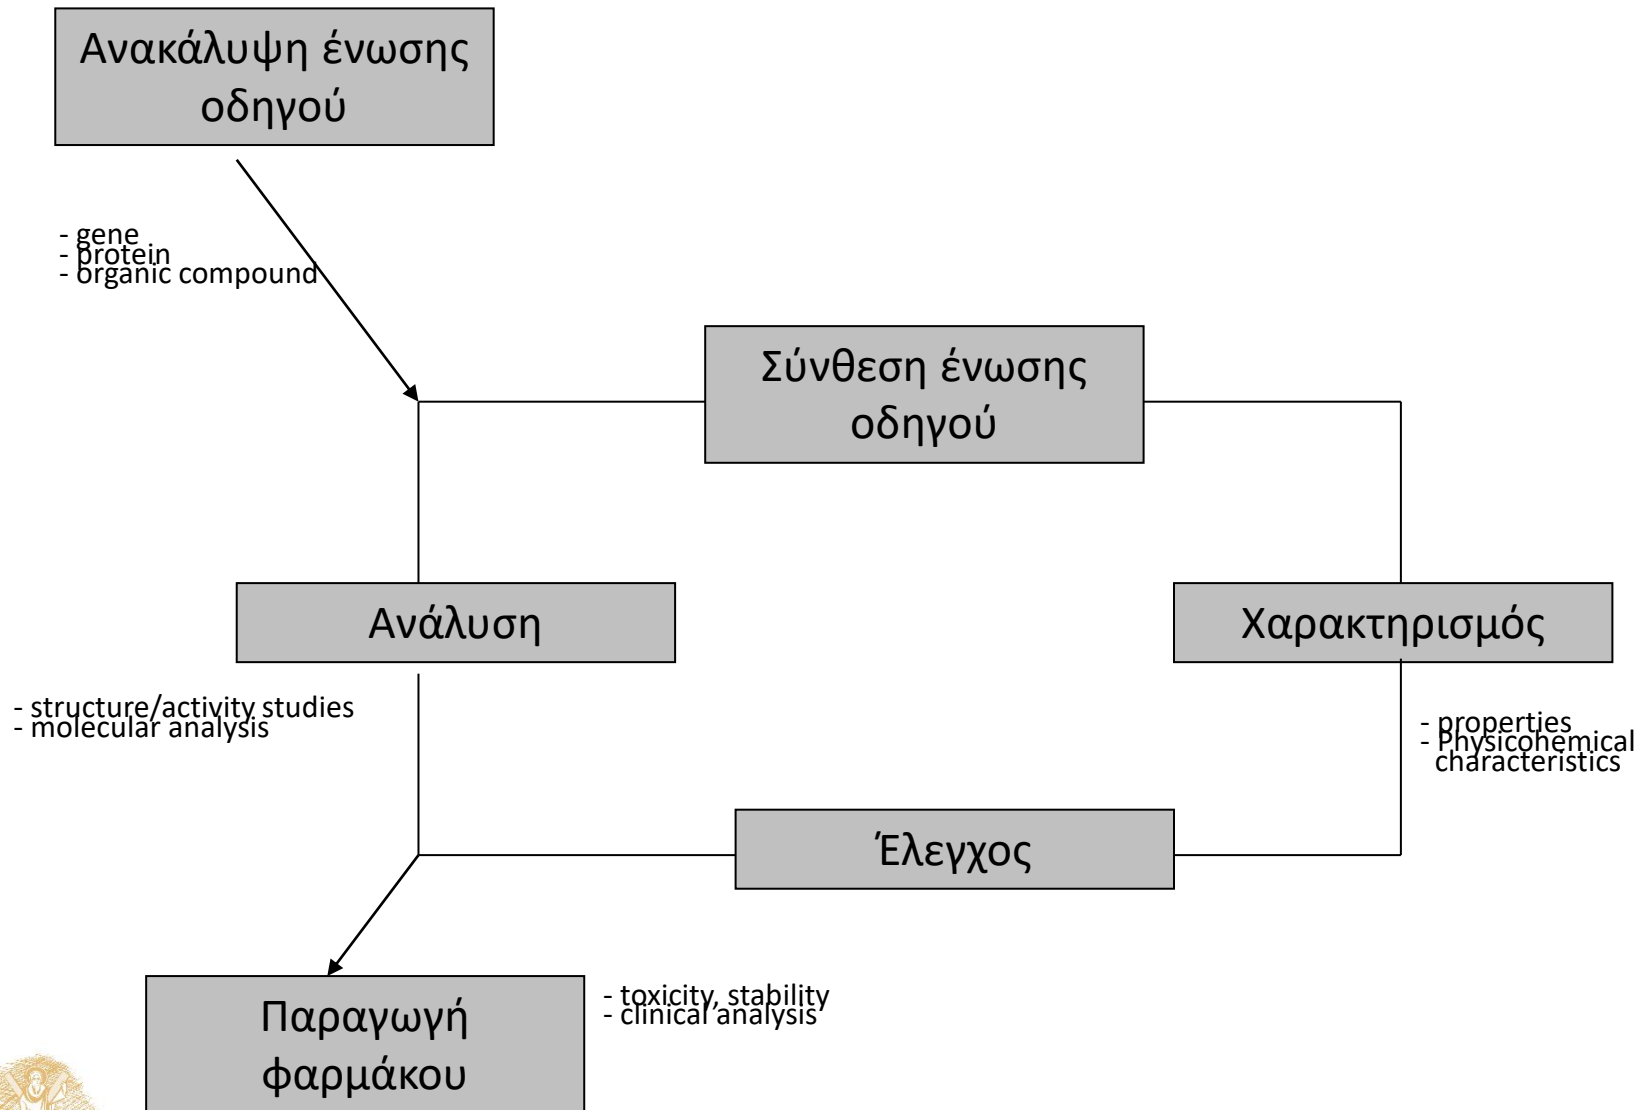 Ανακάλυψη ένωσης
οδηγού
- gene
- protein
- organic compound
Σύνθεση ένωσης
οδηγού
Ανάλυση
Χαρακτηρισμός
- structure/activity studies
- molecular analysis
- properties
- Physicohemical
characteristics
Έλεγχος
Παραγωγή
φαρμάκου
- toxicity, stability
- clinical analysis